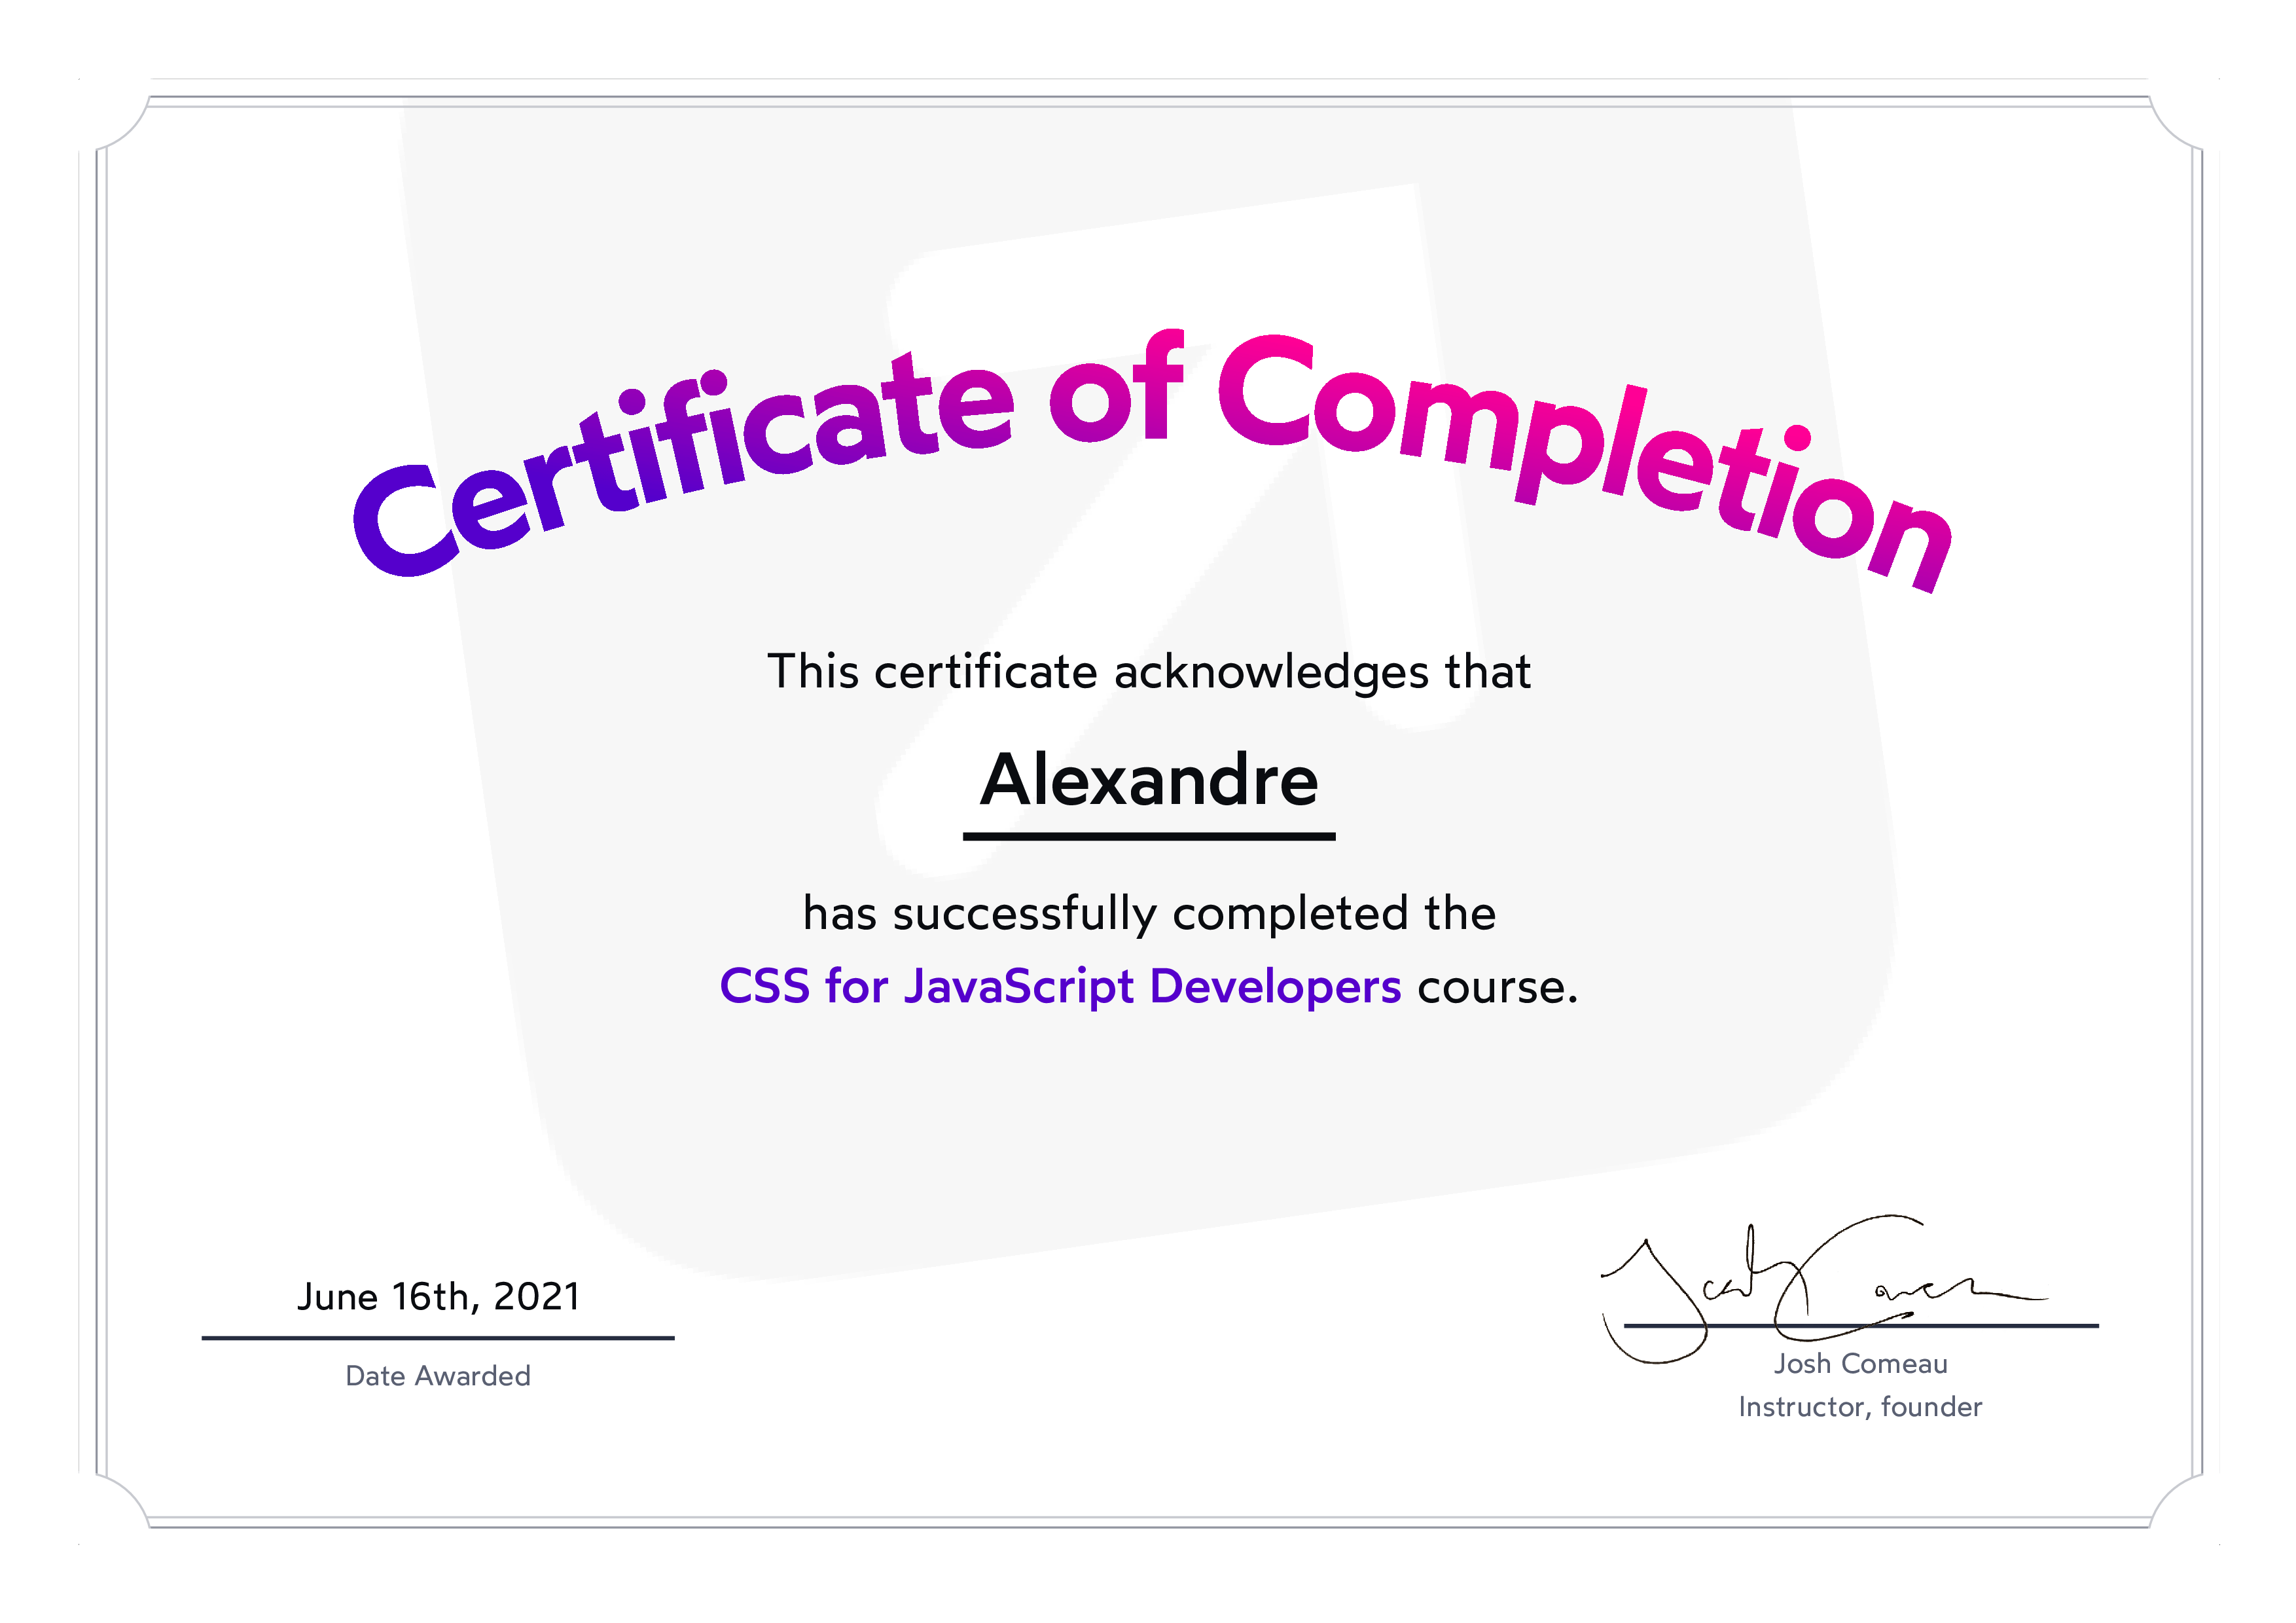 Certificate of Completion
This certificate acknowledges that
Alexandre
has successfully completed the
CSS for JavaScript Developers course.
June 16th, 2021
Date Awarded
Josh Comeau
Josh Comeau
Instructor, founder